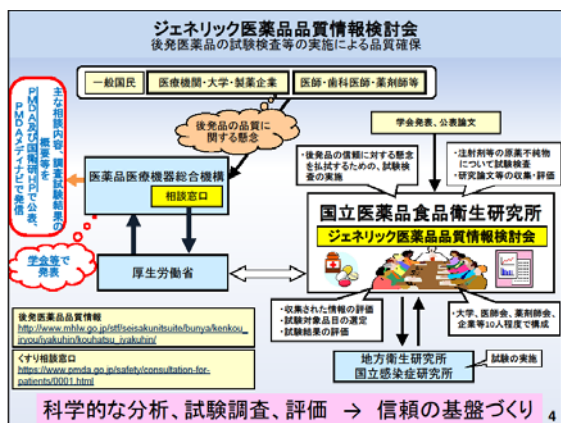 ジェネリック医薬品品質情報検討会
後発医薬品の試験検査等の実施による品質確保
一般国民
医療機関・大学・製薬企業
医師・歯科医師・薬剤師等
後発品の品質に
関する懸念
主な相談内容、調査試験結果の
概要等を
PMDA及び国衛研HPで公表、
PMDAメディナビで発信
医薬品医療機器総合機構
相談窓口
学会等で
発表
厚生労働省
学会発表、公表論文
・後発品の信頼に対する懸念
を払拭するための、試験検
査の実施
・注射剤等の原薬不純物
について試験検査
・研究論文等の収集・評価
国立医薬品食品衛生研究所
ジェネリック医薬品品質情報検討会
・収集された情報の評価
・試験対象品目の選定
・試験結果の評価
・大学、医師会、薬剤師会、
企業等10人程度で構成
地方衛生研究所
国立感染症研究所
試験の実施
後発医薬品品質情報
http://www.mhlw.go.jp/stf/seisakunitsuite/bunya/kenkou_
iryou/iyakuhin/kouhatsu_iyakuhin/
くすり相談窓口
https://www.pmda.go.jp/safety/consultation-for-
patients/0001.html
科学的な分析、試験調査、評価 → 信頼の基盤づくり
4